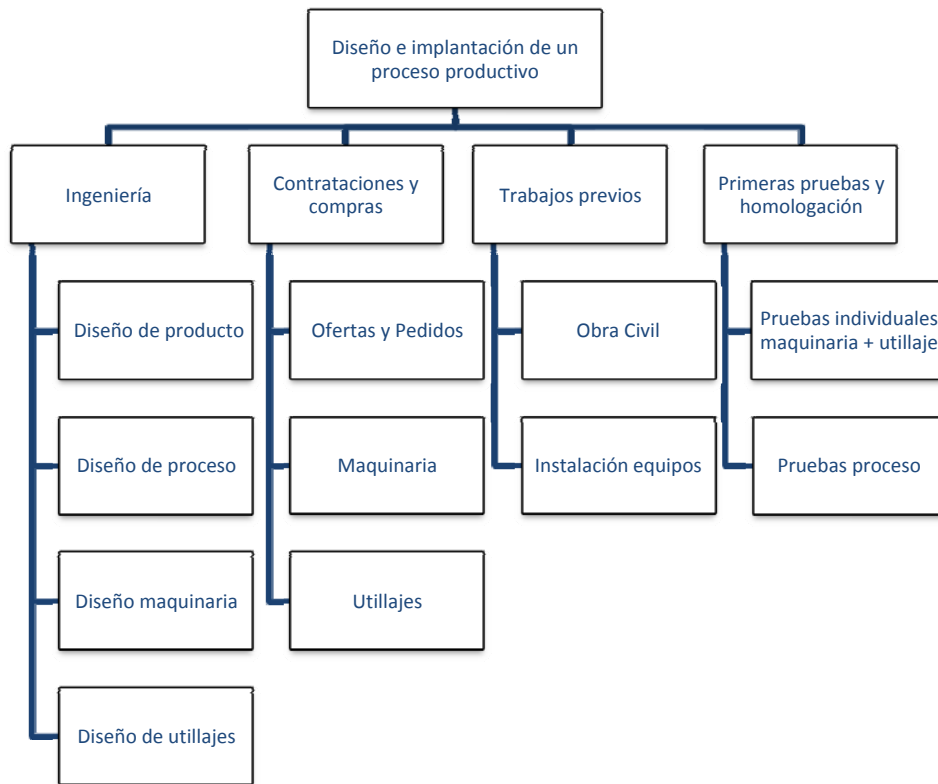 Diseño e implantación de un
proceso productivo
Ingeniería
Contrataciones y
compras
Trabajos previos
Primeras pruebas y
homologación
Diseño de producto
Ofertas y Pedidos
Obra Civil
Pruebas individuales
maquinaria + utillaje
Diseño de proceso
Maquinaria
Instalación equipos
Pruebas proceso
Diseño maquinaria
Utillajes
Diseño de utillajes